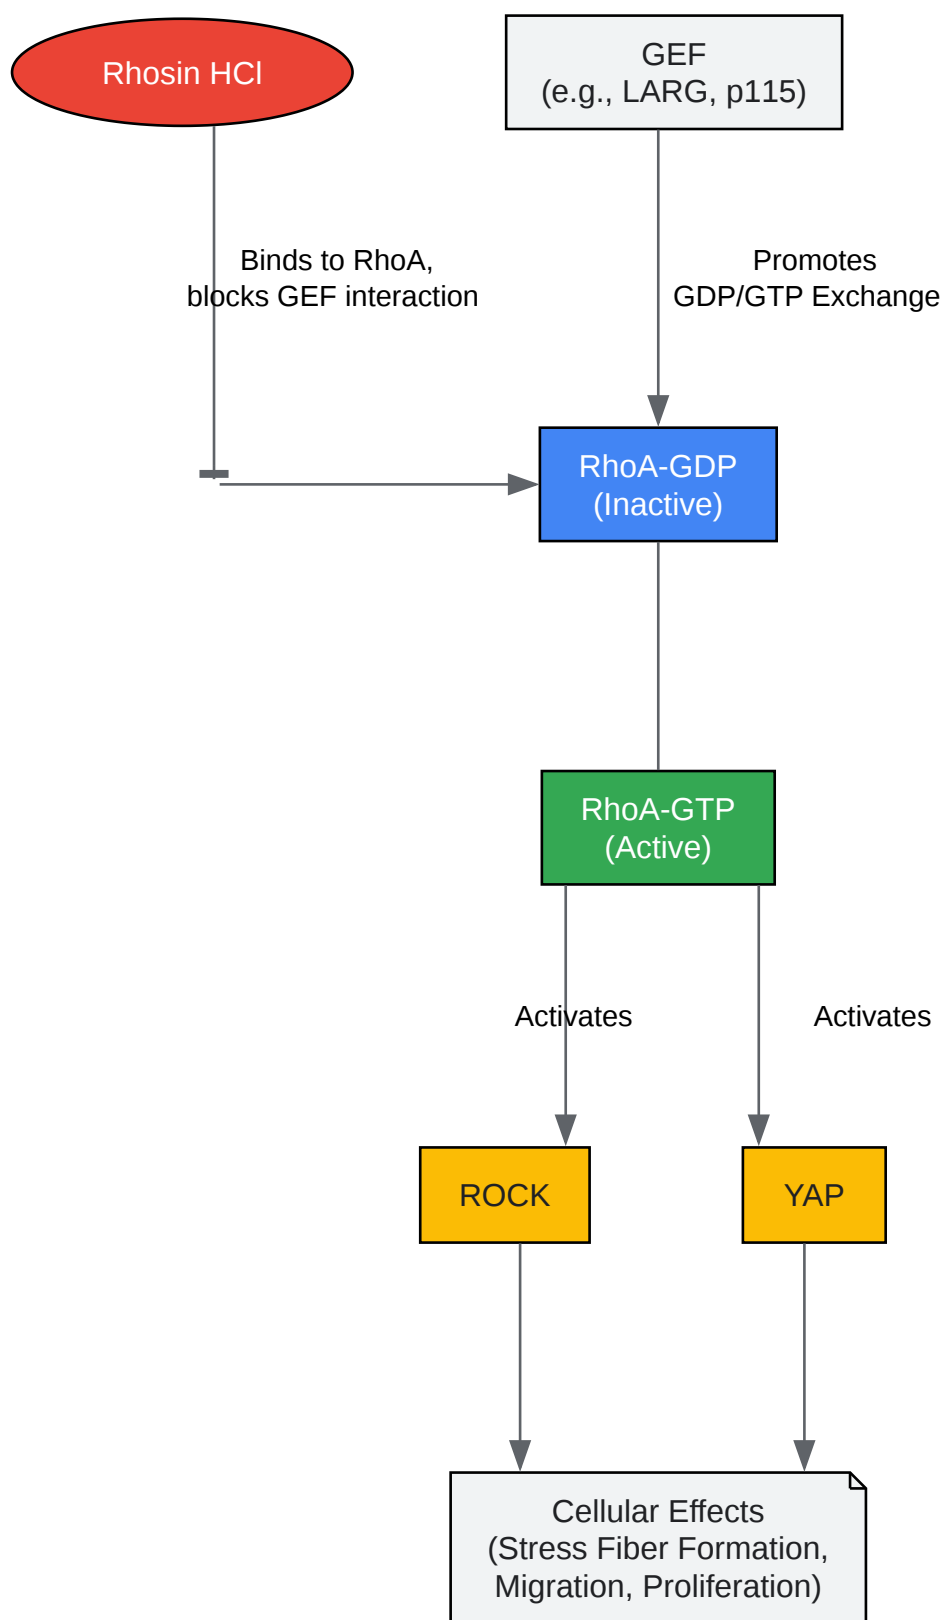 Rhosin HCl
GEF
(e.g., LARG, p115)
Binds to RhoA,
blocks GEF interaction
Promotes
GDP/GTP Exchange
RhoA-GDP
(Inactive)
RhoA-GTP
(Active)
Activates
Activates
ROCK
YAP
Cellular Effects
(Stress Fiber Formation,
Migration, Proliferation)